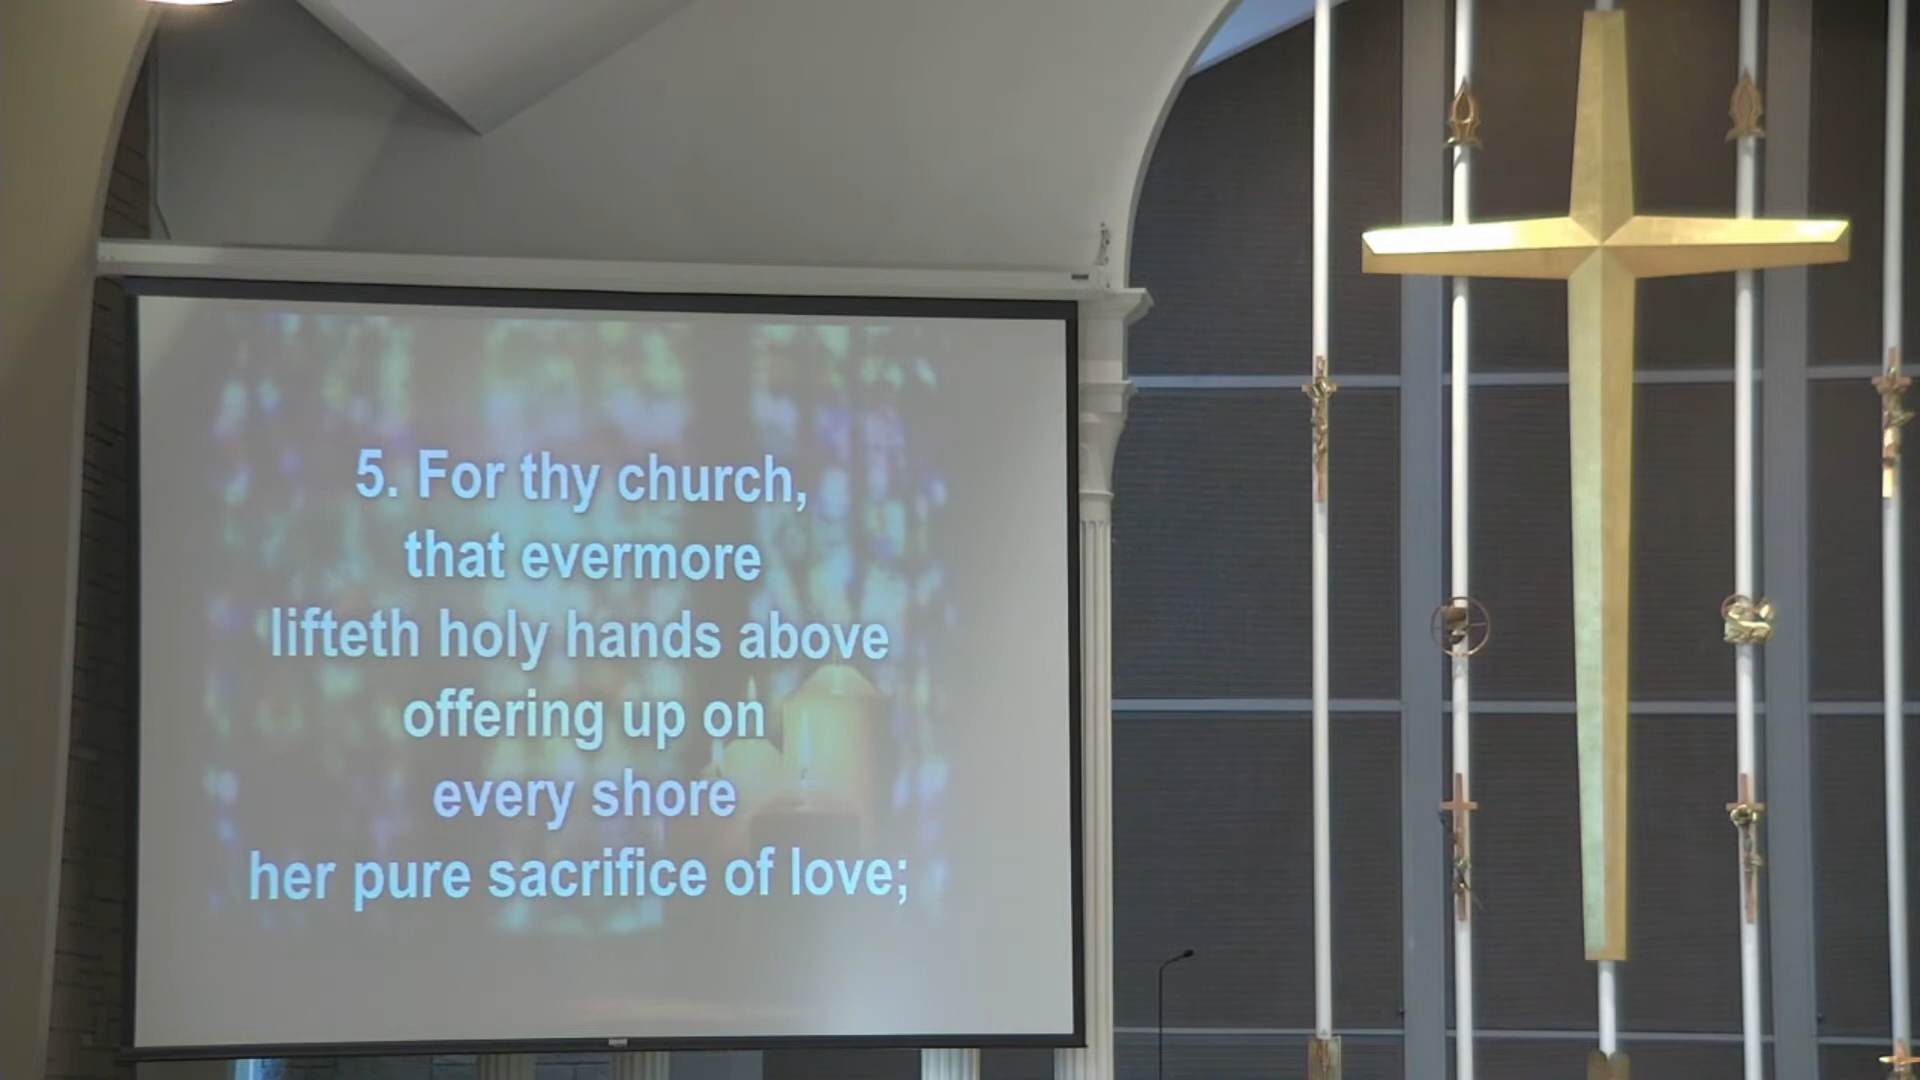 5. For thy church,
that evermore
lifteth holy hands above
offering up on
every shore
her pure sacrifice of love;